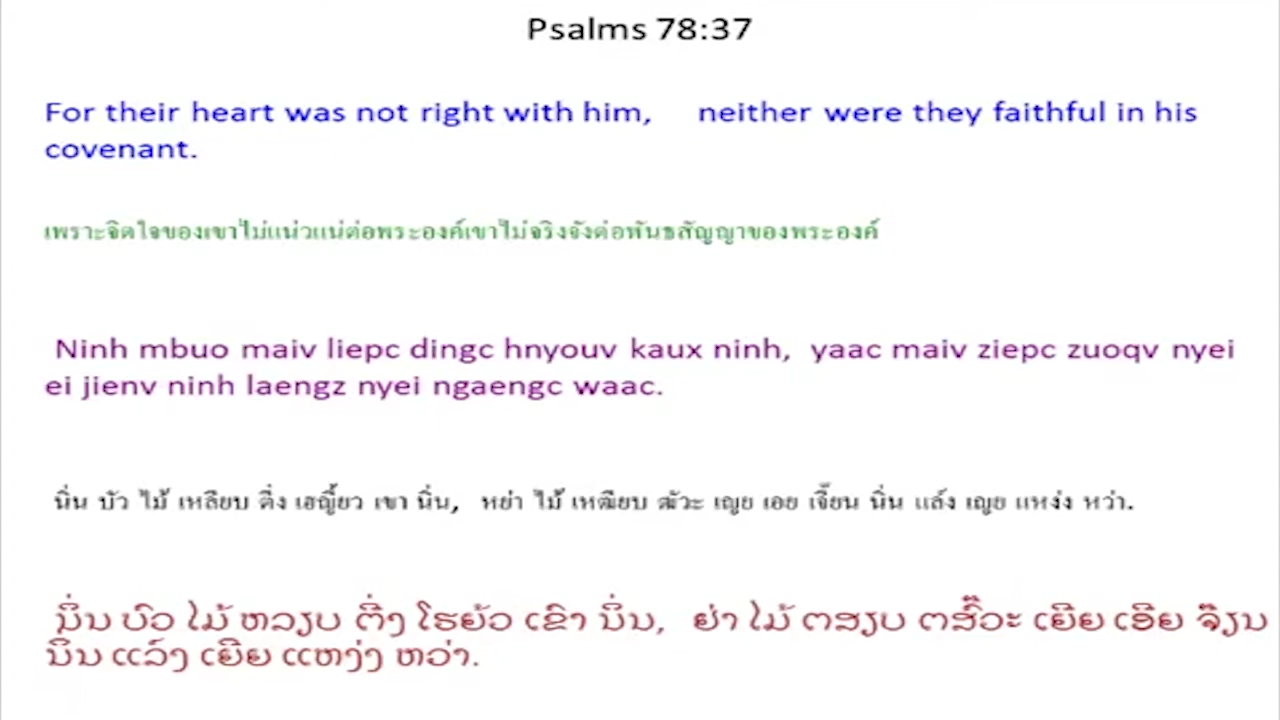 Psalms 78:37
For their heart was not right with him, neither were they faithful in his
covenant.
เพราะจิตใจของเขาไม่แน่วแน่ต่อพระองค์เขาไม่จริงจังต่อพันธสัญญาของพระองค์
Ninh mbuo maiv liepc dingc hnyouv kaux ninh, yaac maiv ziepc zuoqv nyei
ei jienv ninh laengz nyei ngaengc waac.
นิ่น บัว ไม้ เหลียบ ดิ่ง เฮญี้ยว เขา นิ่น, หย่า ไม้ เหฒียบ ฒัวะ เญย เอย เจี๊ยน นิ่น แล์ง เญย แหง่ง หว่า.
ນິ່ນ ບົວ ໄມ້ ຫລຽບ ຕີ່ງ ໂຮຍ້ວ ເຂົາ ນິ່ນ, ຢ່າ ໄມ້ ຕສຽບ ຕສົ໊ວະ ເຍີຍ ເອີຍ ຈ໊ຽນ
ນິ່ນ ແລ໌ງ ເຍີຍ ແຫງ່ງ ຫວ່າ.